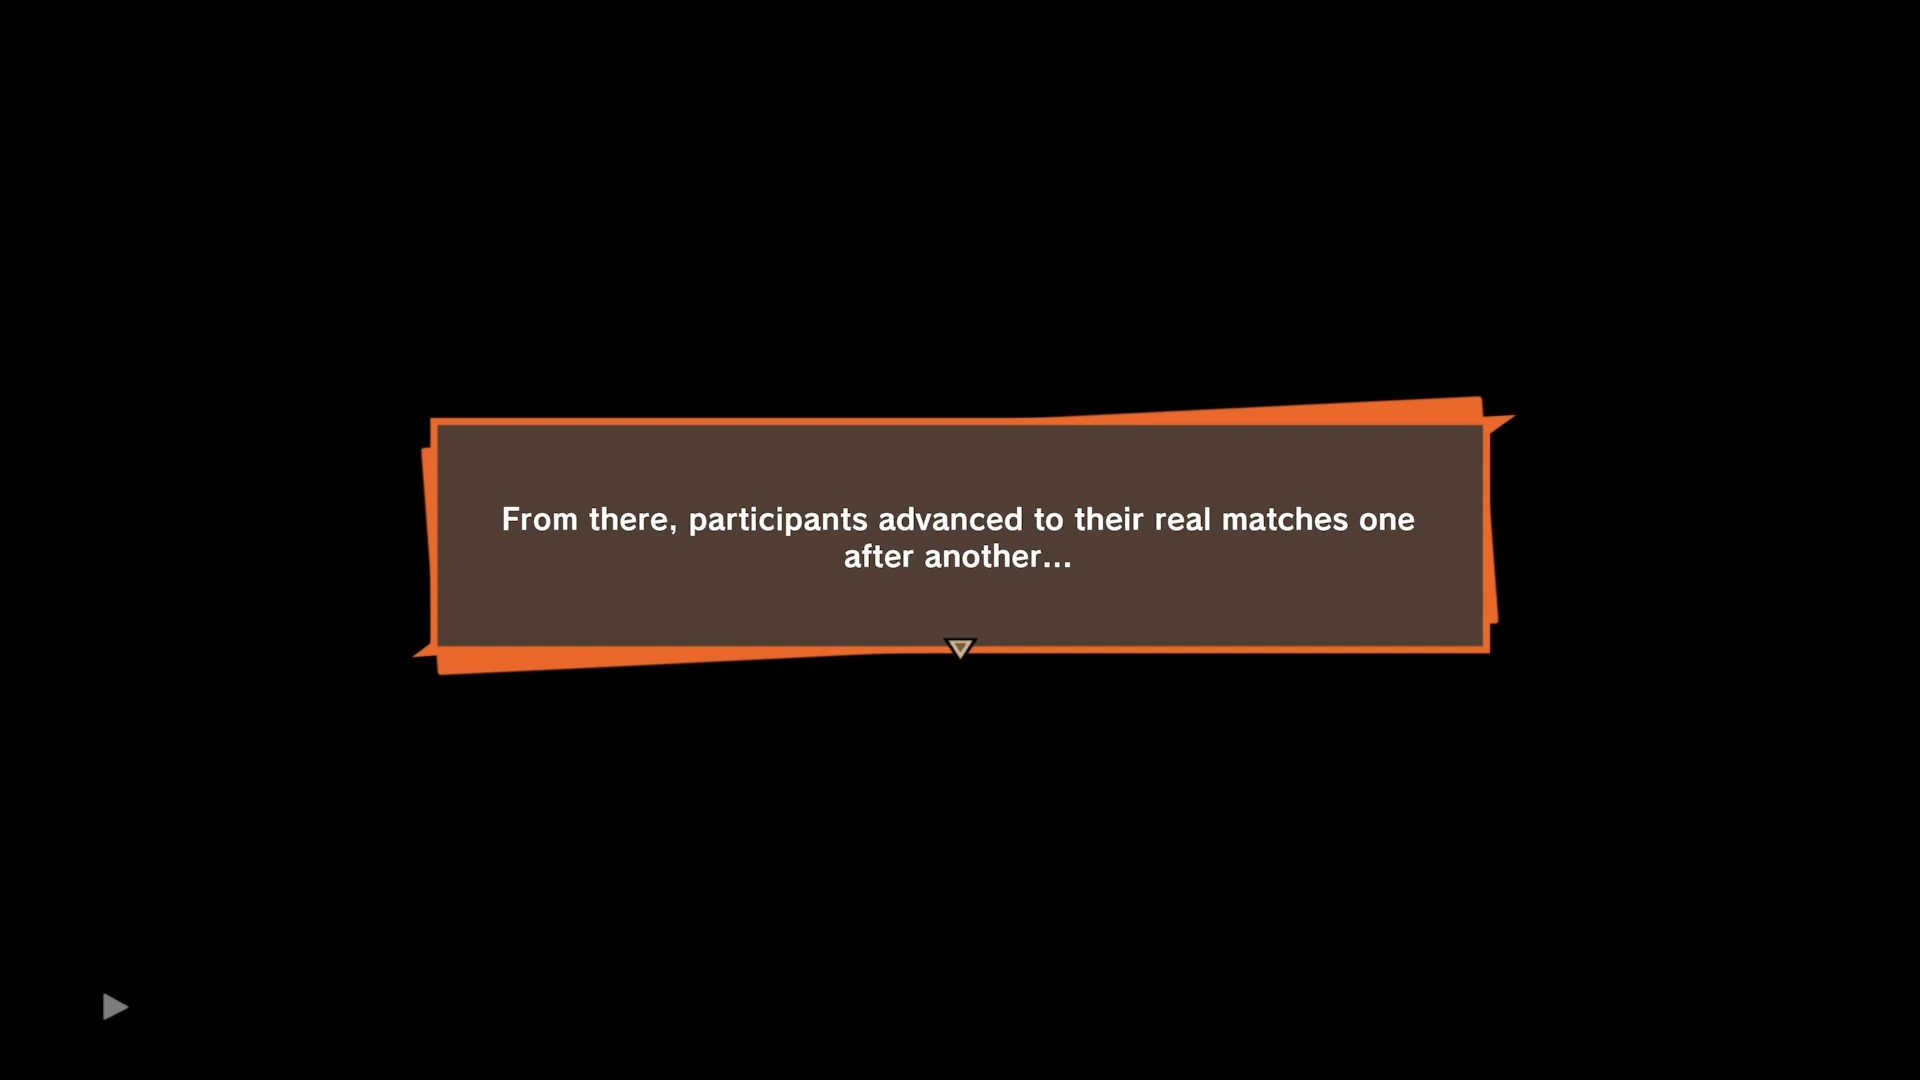 From there, participants advanced to their real matches one
after another...